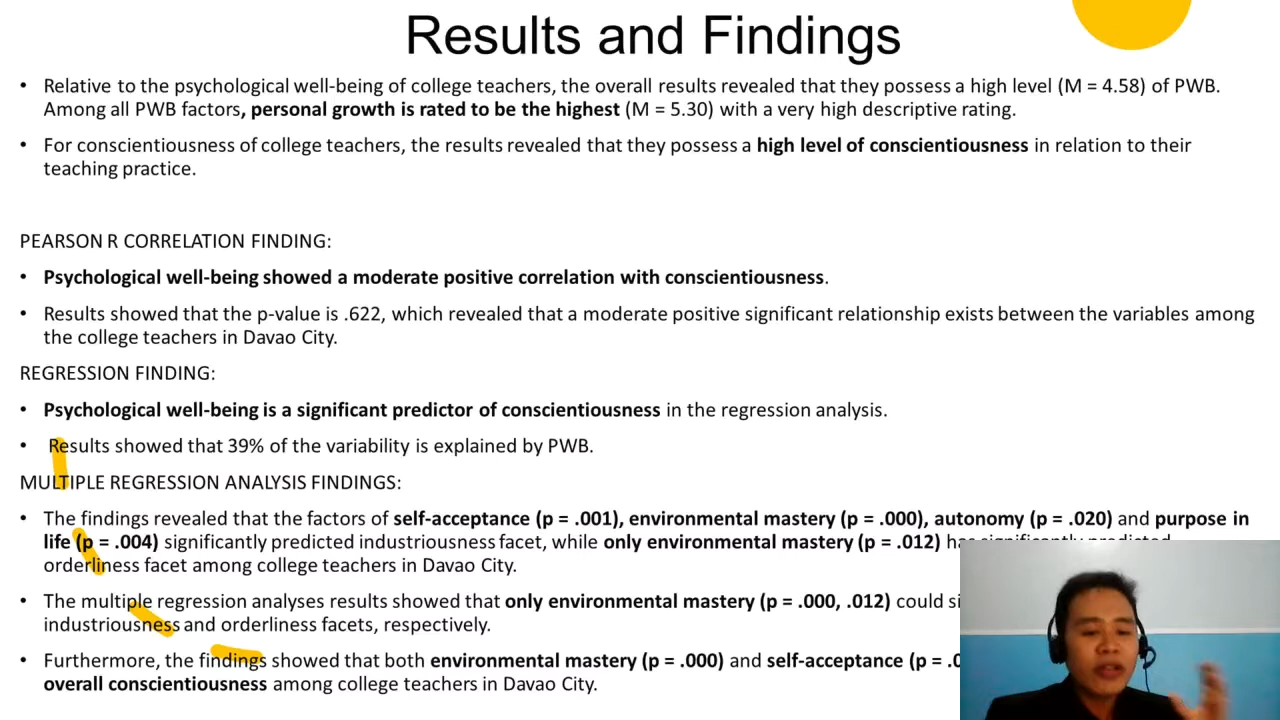 Results and Findings
• Relative to the psychological well-being of college teachers, the overall results revealed that they possess a high level (M = 4.58) of PWB.
Among all PWB factors, personal growth is rated to be the highest (M = 5.30) with a very high descriptive rating.
• For conscientiousness of college teachers, the results revealed that they possess a high level of conscientiousness in relation to their
teaching practice.
PEARSON R CORRELATION FINDING:
• Psychological well-being showed a moderate positive correlation with conscientiousness.
• Results showed that the p-value is .622, which revealed that a moderate positive significant relationship exists between the variables among
the college teachers in Davao City.
REGRESSION FINDING:
• Psychological well-being is a significant predictor of conscientiousness in the regression analysis.
• Results showed that 39% of the variability is explained by PWB.
MULTIPLE REGRESSION ANALYSIS FINDINGS:
• The findings revealed that the factors of self-acceptance (p = .001), environmental mastery (p = .000), autonomy (p = .020) and purpose in
life (p = .004) significantly predicted industriousness facet, while only environmental mastery (p = .012) has significantly predicted
orderliness facet among college teachers in Davao City.
• The multiple regression analyses results showed that only environmental mastery (p = .000, .012) could
industriousness and orderliness facets, respectively.
• Furthermore, the findings showed that both environmental mastery (p = .000) and self-acceptance (p =
overall conscientiousness among college teachers in Davao City.